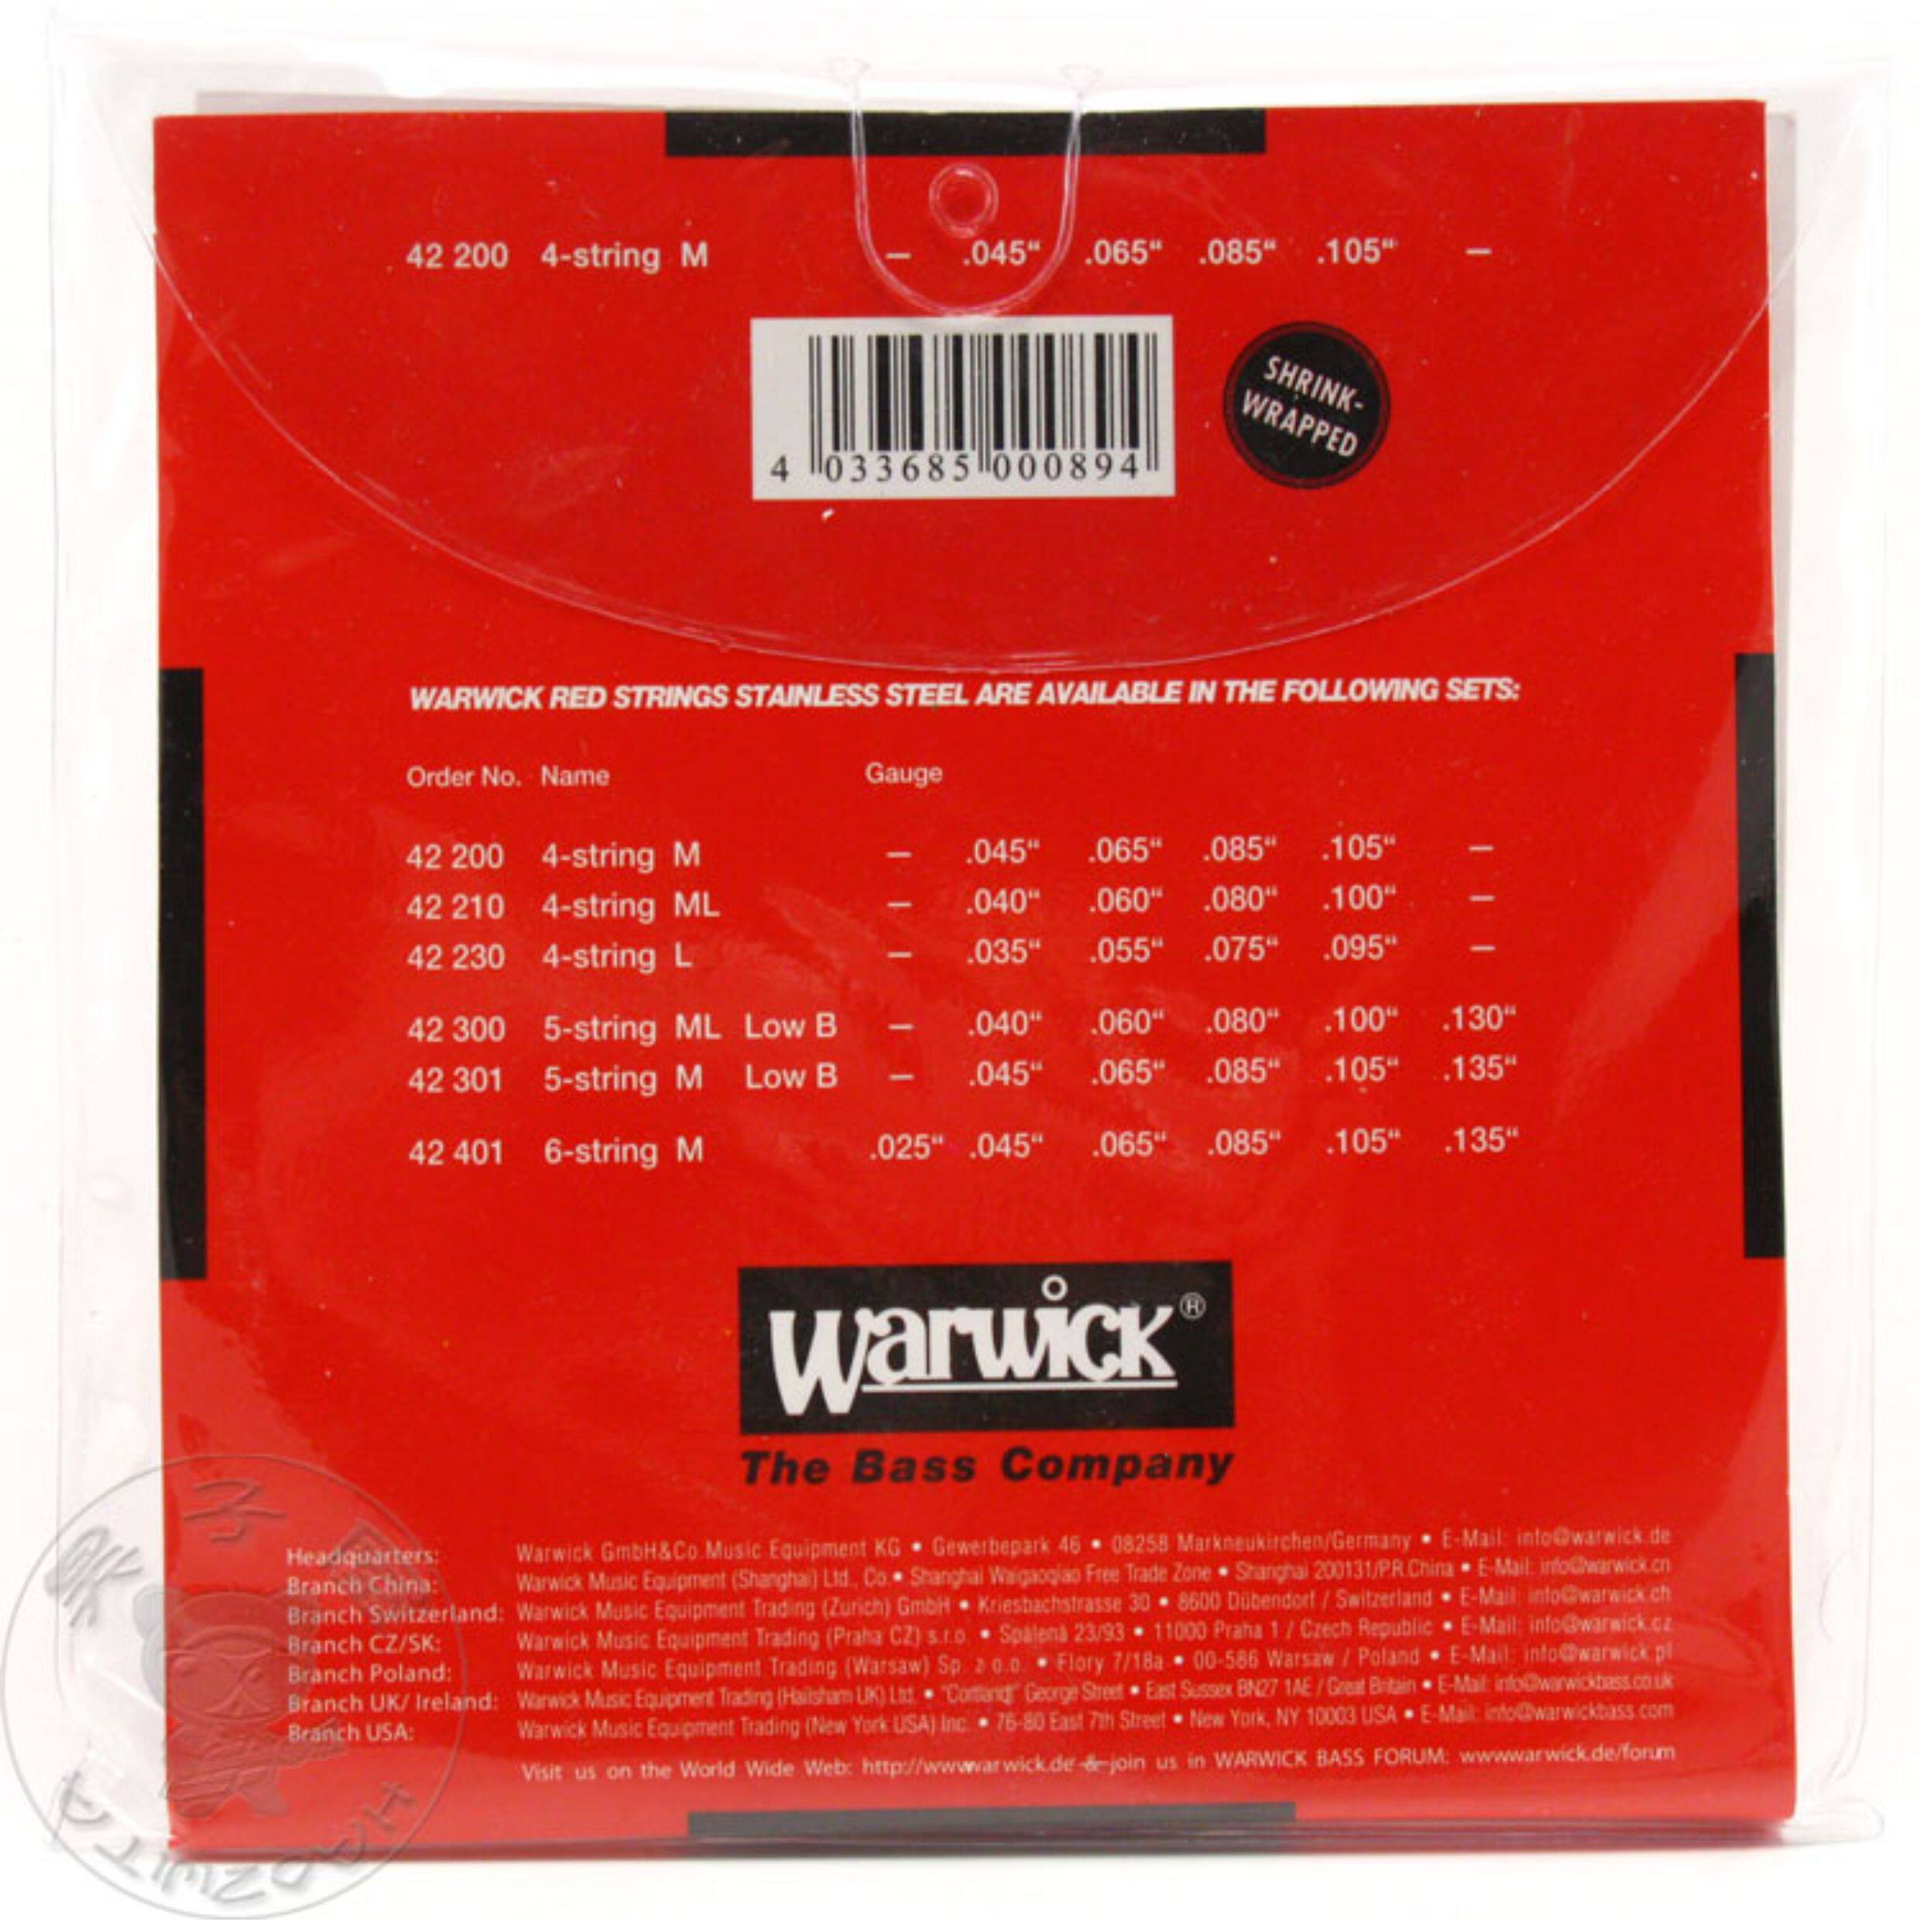 42 200 4-string M – .045“ .065“ .085“ .105“ –
SHRINK-
WRAPPED
4 033685 000894
WARWICK RED STRINGS STAINLESS STEEL ARE AVAILABLE IN THE FOLLOWING SETS:
Order No. Name Gauge
42 200 4-string M – .045“ .065“ .085“ .105“ –
42 210 4-string ML – .040“ .060“ .080“ .100“ –
42 230 4-string L – .035“ .055“ .075“ .095“ –
42 300 5-string ML Low B – .040“ .060“ .080“ .100“ .130“
42 301 5-string M Low B – .045“ .065“ .085“ .105“ .135“
42 401 6-string M .025“ .045“ .065“ .085“ .105“ .135“
Warwick®
The Bass Company
Headquarters: Warwick GmbH&Co.Music Equipment KG • Gewerbepark 46 • 08258 Markneukirchen/Germany • E-Mail: info@warwick.de
Branch China: Warwick Music Equipment (Shanghai) Ltd., Co • Shanghai Waigaoqiao Free Trade Zone • Shanghai 200131/P.R.China • E-Mail: info@warwick.cn
Branch Switzerland: Warwick Music Equipment Trading (Zurich) GmbH • Kriesbachstrasse 30 • 8600 Dübendorf / Switzerland • E-Mail: info@warwick.ch
Branch CZ/SK: Warwick Music Equipment Trading (Praha CZ) s.r.o. • Spálená 23/93 • 11000 Praha 1 / Czech Republic • E-Mail: info@warwick.cz
Branch Poland: Warwick Music Equipment Trading (Warsaw) Sp. z o.o. • Flory 7/18a • 00-586 Warsaw / Poland • E-Mail: info@warwick.pl
Branch UK/ Ireland: Warwick Music Equipment Trading (Hailsham UK) Ltd. • "Cortlandt" George Street • East Sussex BN27 1AE / Great Britain • E-Mail: info@warwickbass.co.uk
Branch USA: Warwick Music Equipment Trading (New York USA) Inc. • 76-80 East 7th Street • New York, NY 10003 USA • E-Mail: info@warwickbass.com
Visit us on the World Wide Web: http://www.warwick.de & join us in WARWICK BASS FORUM: www.warwick.de/forum